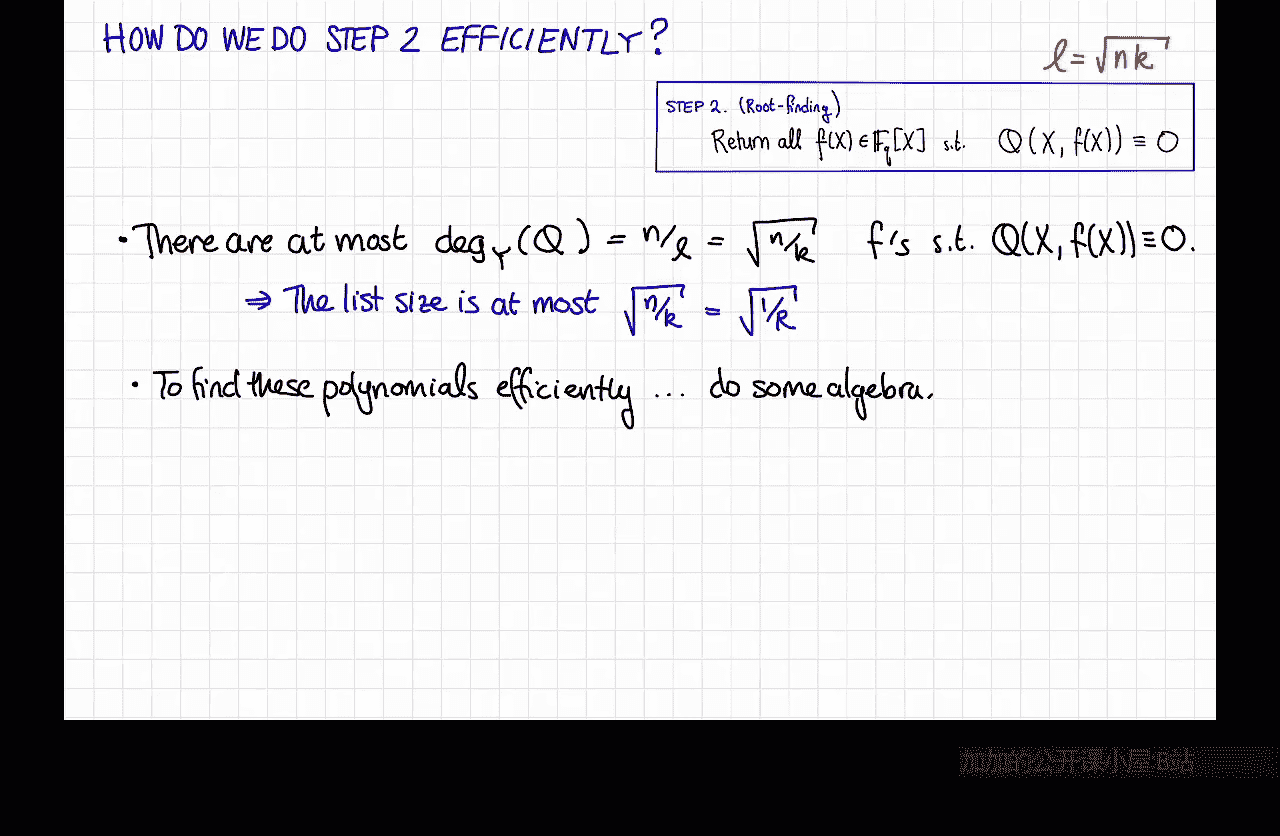 HOW DO WE DO STEP 2 EFFICIENTLY?
ℓ = √nk
STEP 2. (Root-finding)
Return all f(X) ∈ F_q[X] s.t. Q(X, f(X)) ≡ 0
• There are at most deg_Y(Q) = n/ℓ = √n/k f's s.t. Q(X, f(X)) ≡ 0.
⇒ The list size is at most √n/k = √1/R
• To find these polynomials efficiently ... do some algebra.
加加的公开课小屋 B站